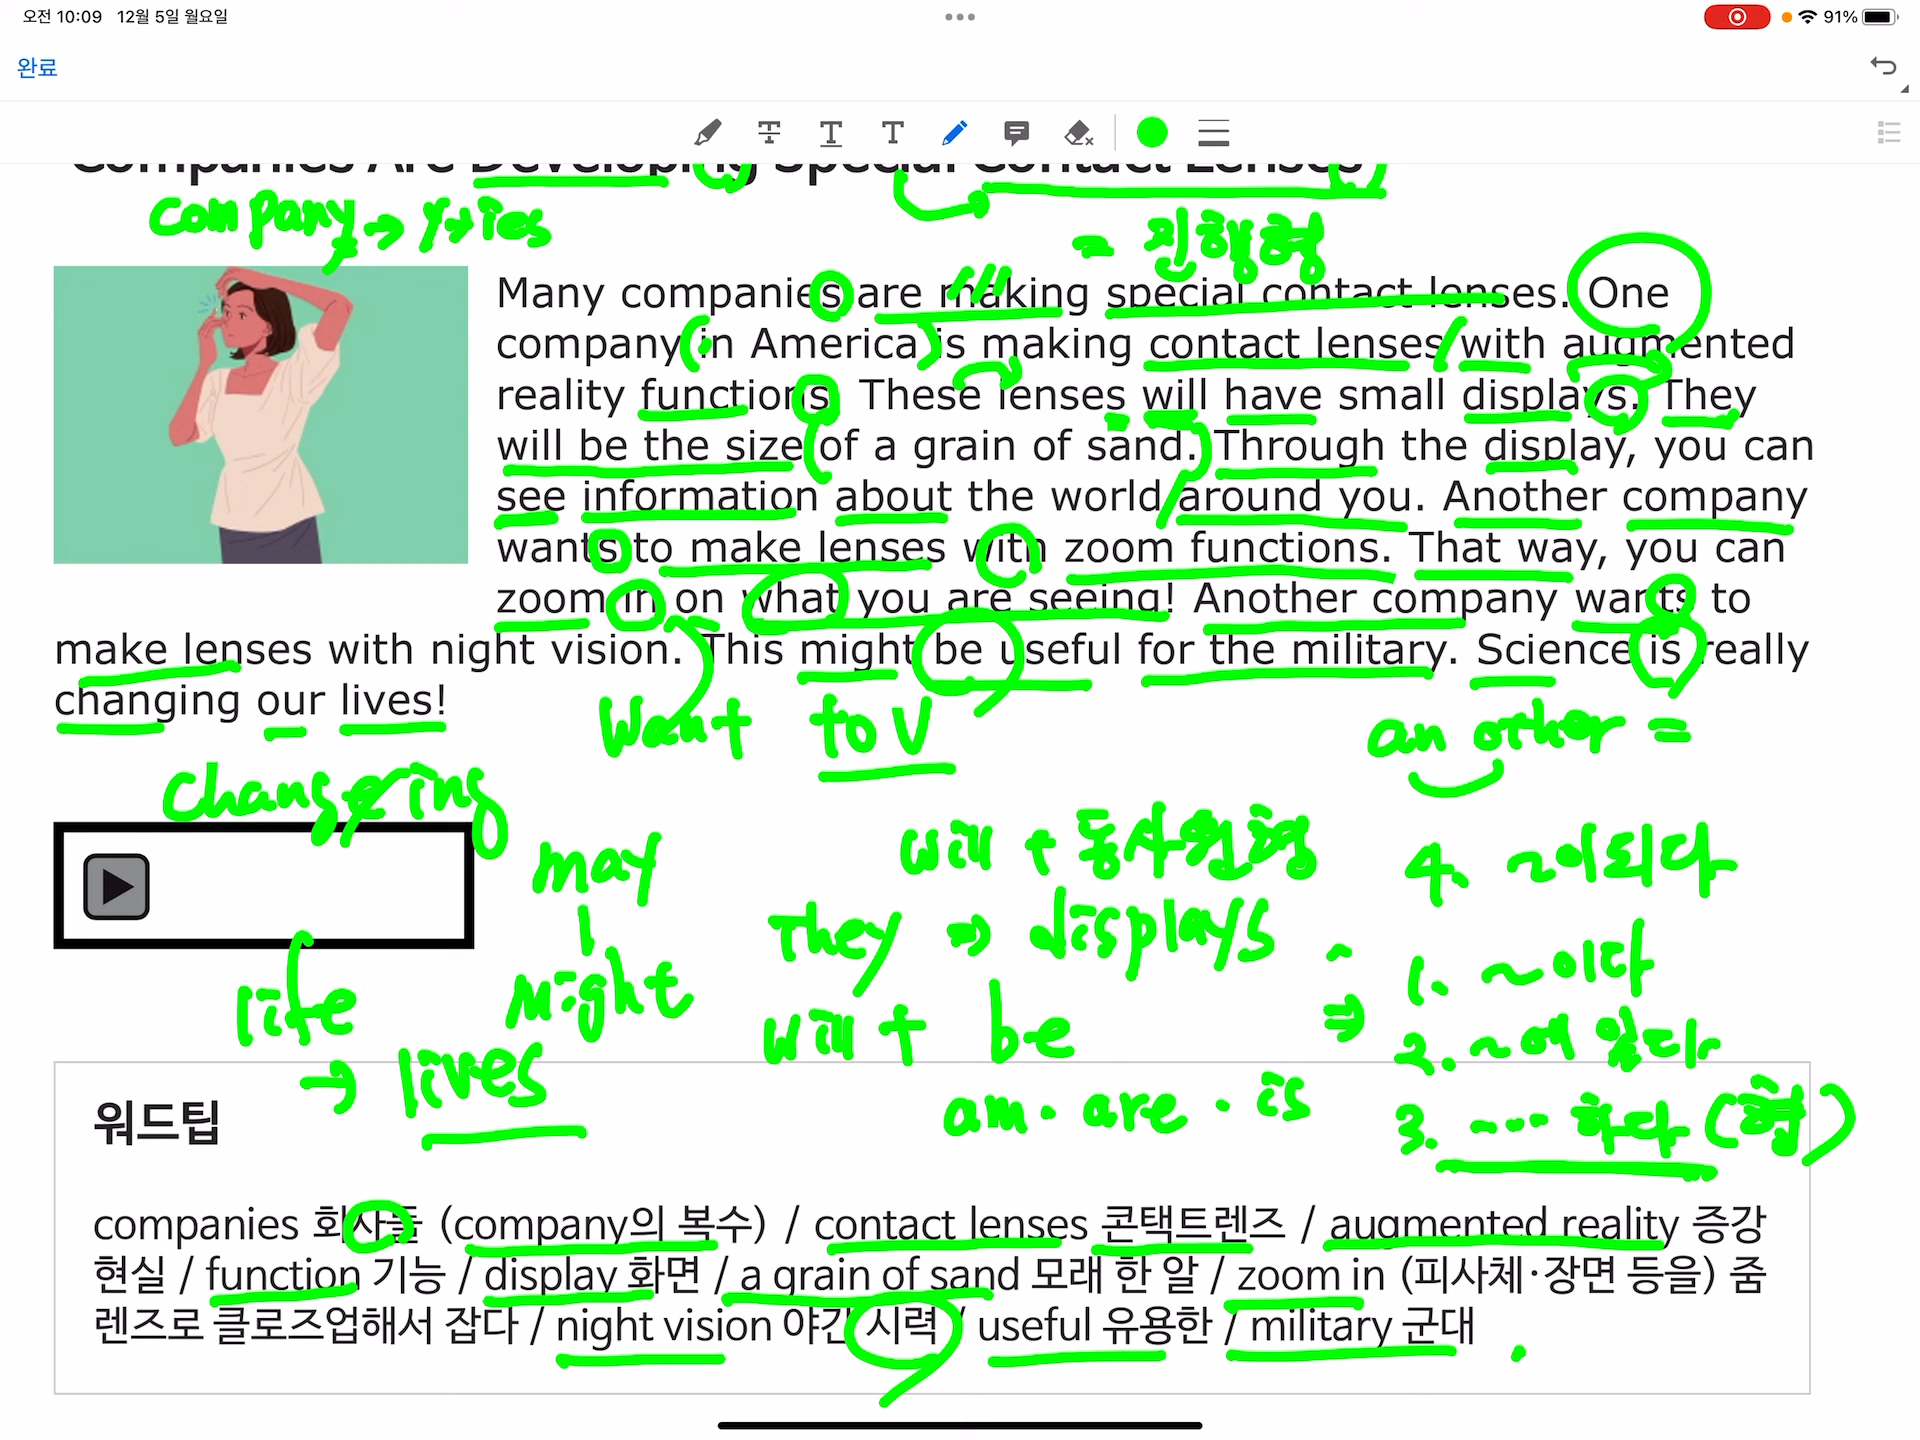 오전 10:09 12월 5일 월요일
91%
완료
Companies Are Developing Special Contact Lenses
company → y→ies
= 진행형
Many companies are making special contact lenses. One
company in America is making contact lenses with augmented
reality functions. These lenses will have small displays. They
will be the size of a grain of sand. Through the display, you can
see information about the world around you. Another company
wants to make lenses with zoom functions. That way, you can
zoom in on what you are seeing! Another company wants to
make lenses with night vision. This might be useful for the military. Science is really
changing our lives!
want to V
an other =
change ing
may
might
will + 동사원형
They ⇒ displays
will + be
am · are · is
⇒
4. ~이 되다
1. ~이다
2. ~에 있다
3. ---- 하다 (형)
life
→ lives
워드팁
companies 회사들 (company의 복수) / contact lenses 콘택트렌즈 / augmented reality 증강
현실 / function 기능 / display 화면 / a grain of sand 모래 한 알 / zoom in (피사체·장면 등을) 줌
렌즈로 클로즈업해서 잡다 / night vision 야간 시력 / useful 유용한 / military 군대